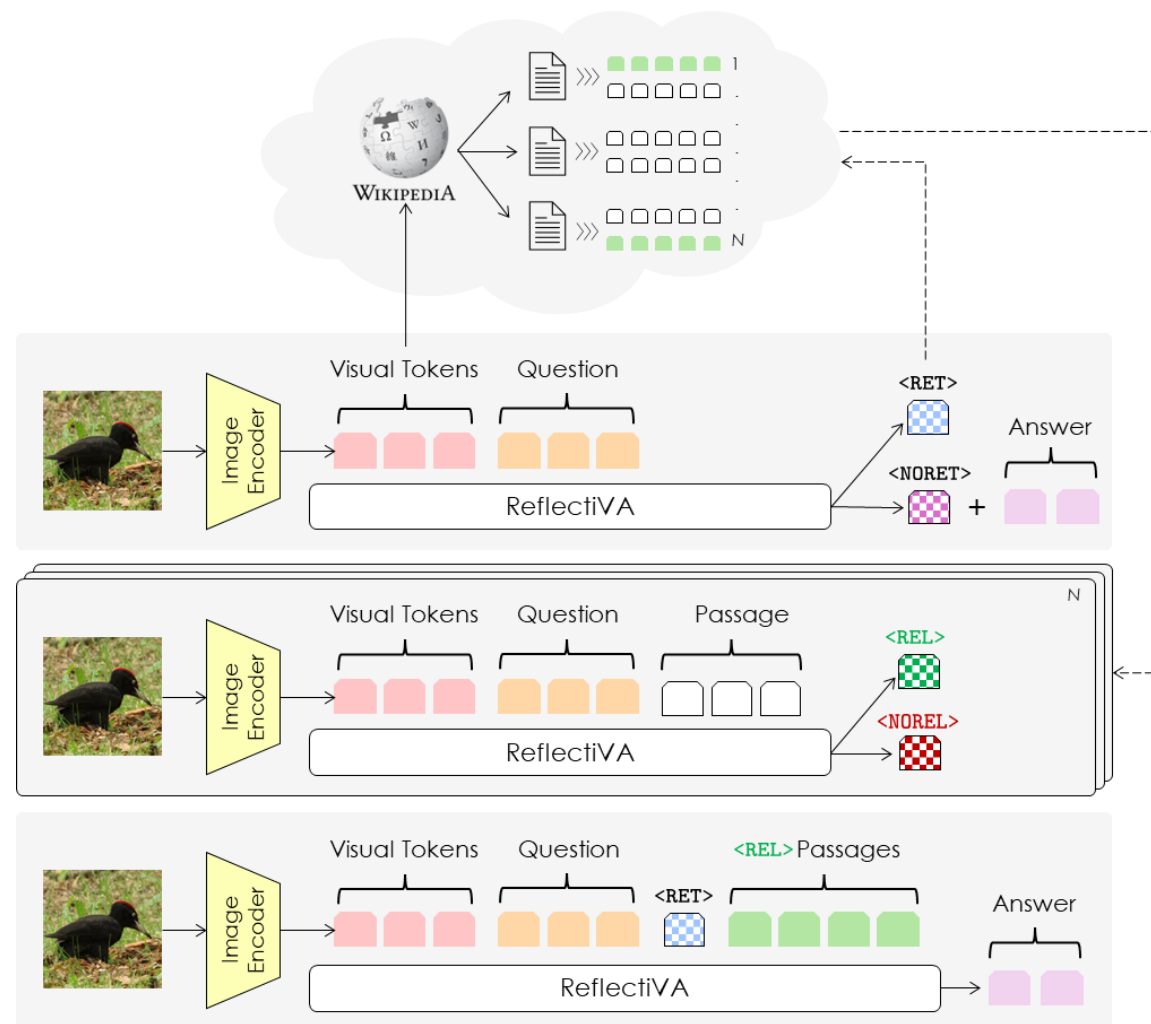 1
Ω W И
WIKIPEDIA
N
Visual Tokens Question
<RET>
Answer
Image
Encoder
<NORET>
+
ReflectiVA
N
Visual Tokens Question Passage
<REL>
Image
Encoder
<NOREL>
ReflectiVA
Visual Tokens Question <REL> Passages
<RET>
Answer
Image
Encoder
ReflectiVA